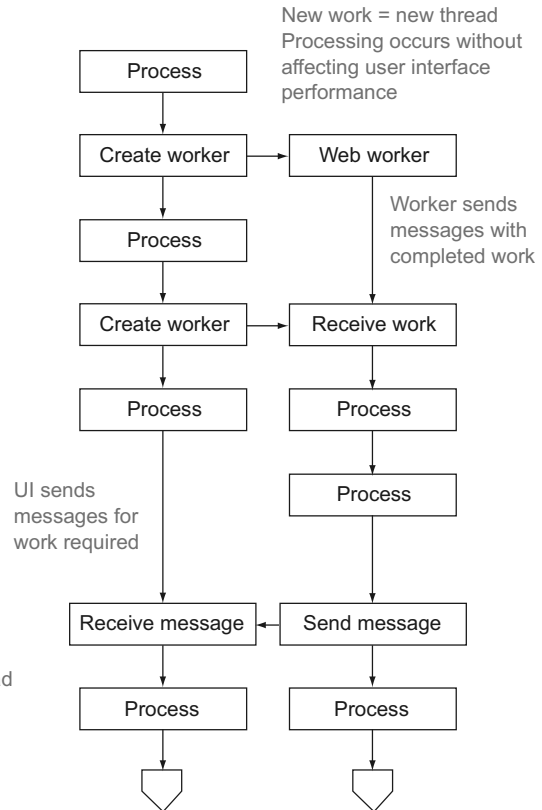 New work = new thread
Processing occurs without
affecting user interface
performance
Process
Create worker
Web worker
Process
Worker sends
messages with
completed work
Create worker
Receive work
Process
Process
UI sends
messages for
work required
Process
Receive message
Send message
Process
Process